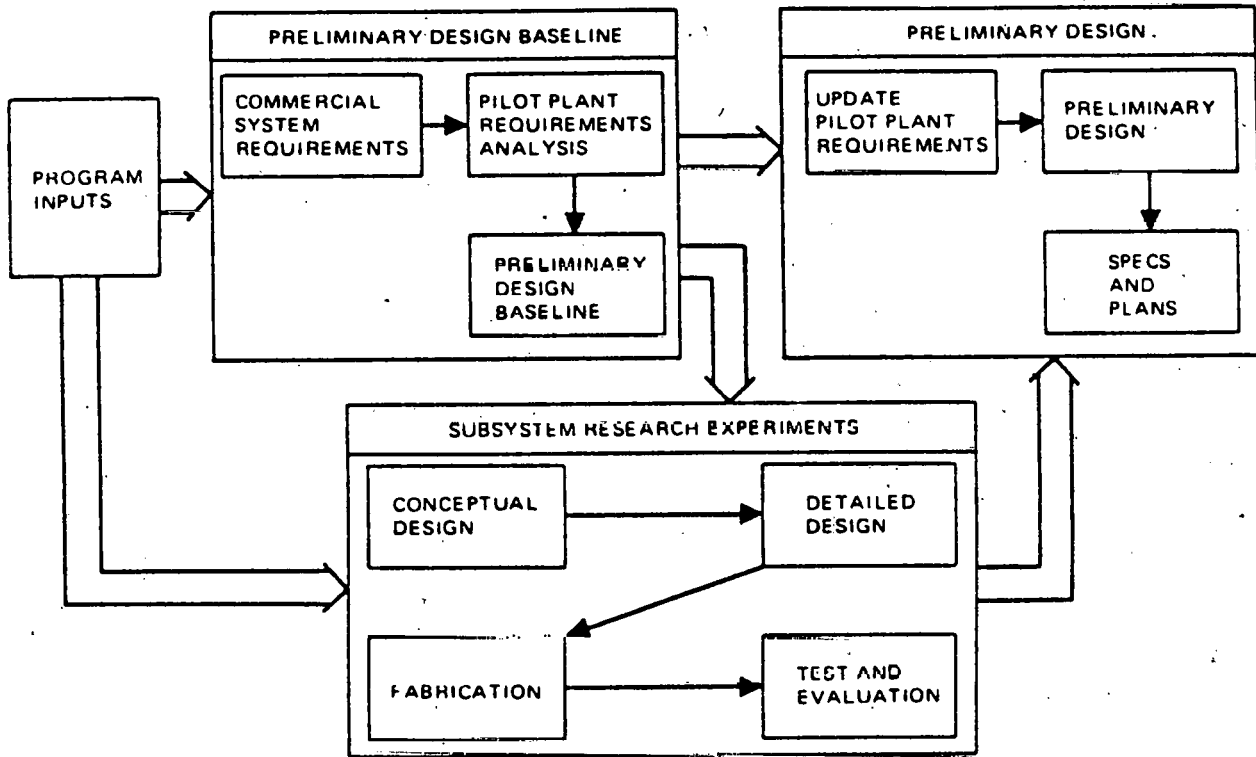 PROGRAM
INPUTS
PRELIMINARY DESIGN BASELINE
COMMERCIAL
SYSTEM
REQUIREMENTS
PILOT PLANT
REQUIREMENTS
ANALYSIS
PRELIMINARY
DESIGN
BASELINE
PRELIMINARY DESIGN.
UPDATE
PILOT PLANT
REQUIREMENTS
PRELIMINARY
DESIGN
SPECS
AND
PLANS
SUBSYSTEM RESEARCH EXPERIMENTS
CONCEPTUAL
DESIGN
DETAILED
DESIGN
FABRICATION
TEST AND
EVALUATION